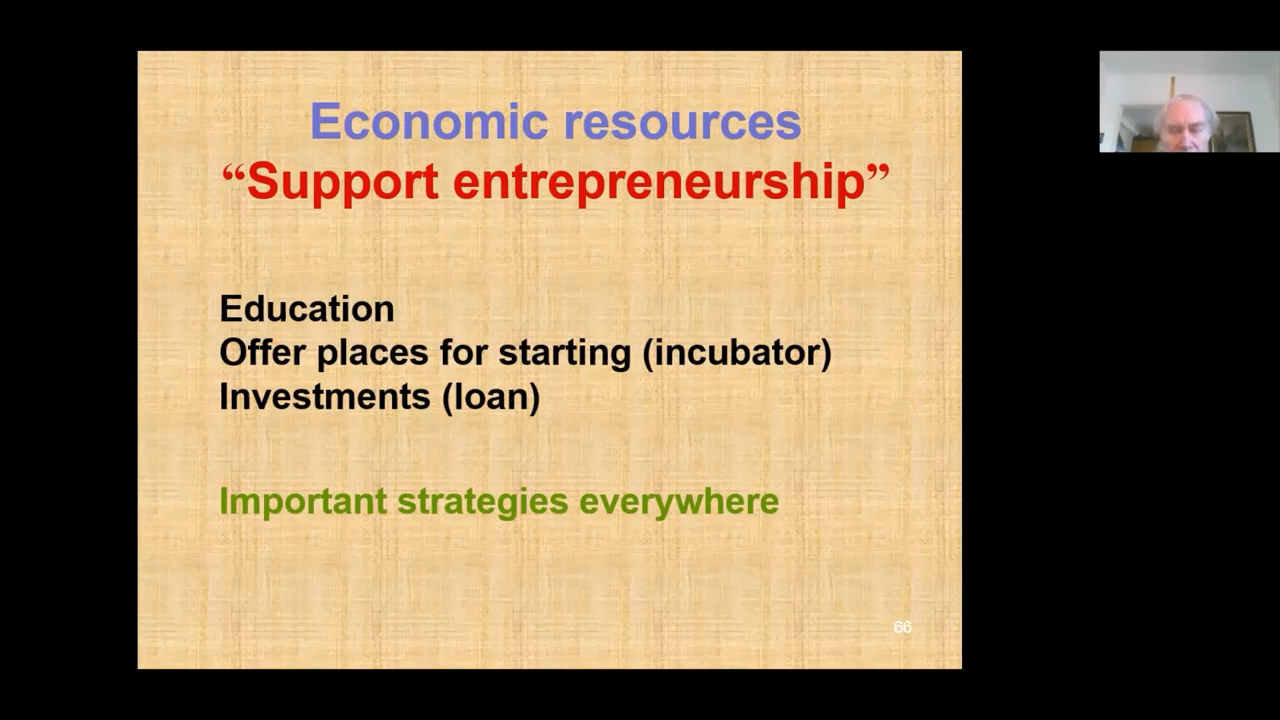 Economic resources
“Support entrepreneurship”
Education
Offer places for starting (incubator)
Investments (loan)
Important strategies everywhere
66